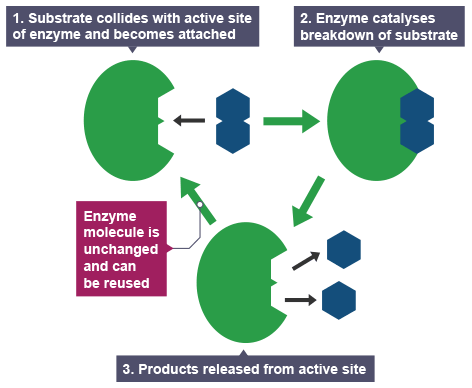 1. Substrate collides with active site
of enzyme and becomes attached
2. Enzyme catalyses
breakdown of substrate
Enzyme
molecule is
unchanged
and can
be reused
3. Products released from active site